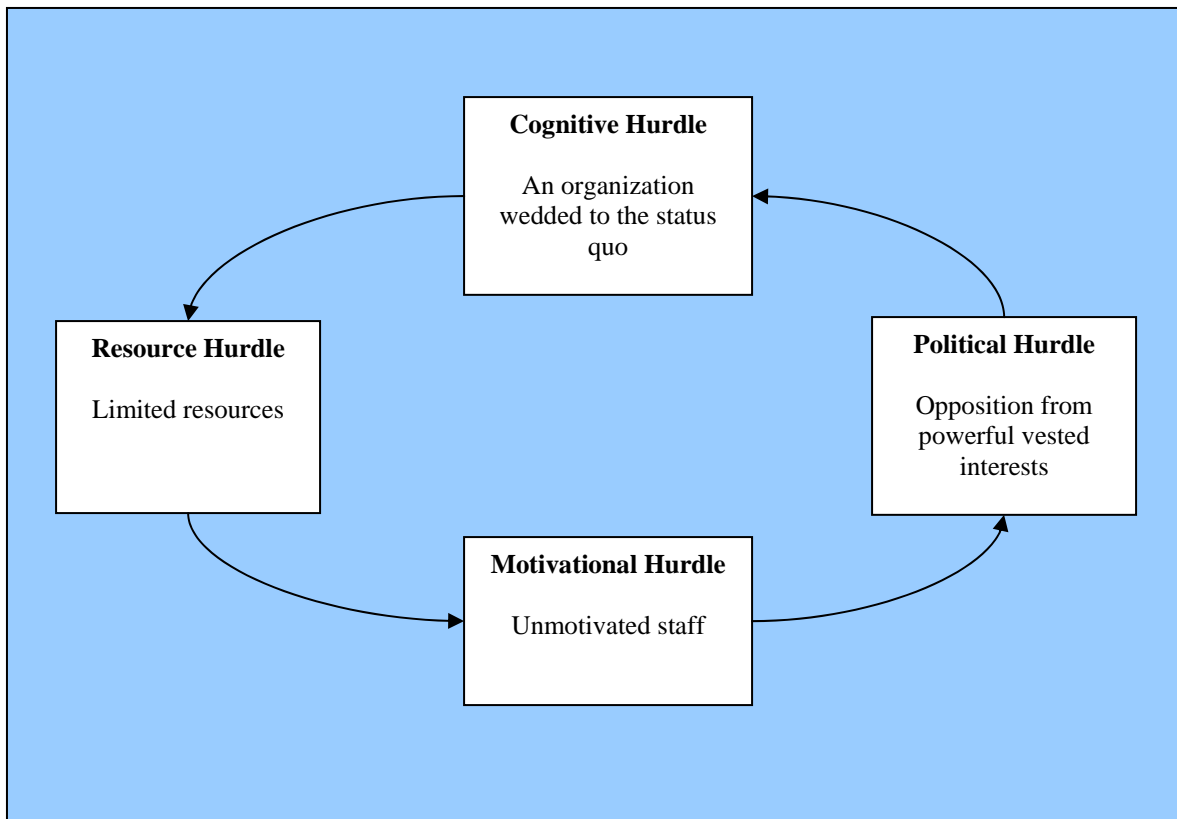 Cognitive Hurdle
An organization
wedded to the status
quo
Resource Hurdle
Limited resources
Political Hurdle
Opposition from
powerful vested
interests
Motivational Hurdle
Unmotivated staff